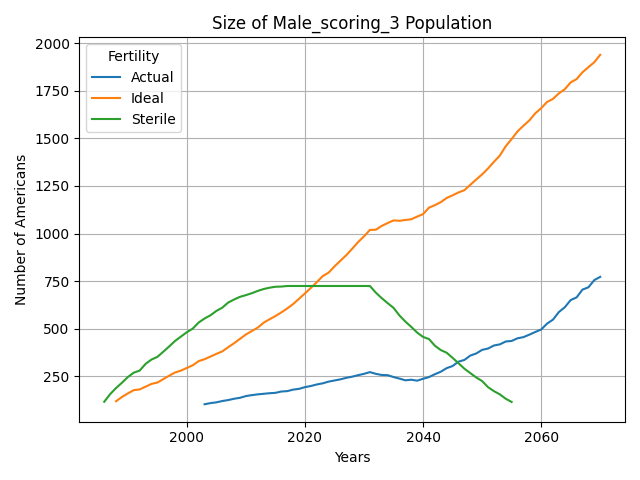 Size of Male_scoring_3 Population
Fertility
Actual
Ideal
Sterile
Number of Americans
2000
1750
1500
1250
1000
750
500
250
2000
2020
2040
2060
Years